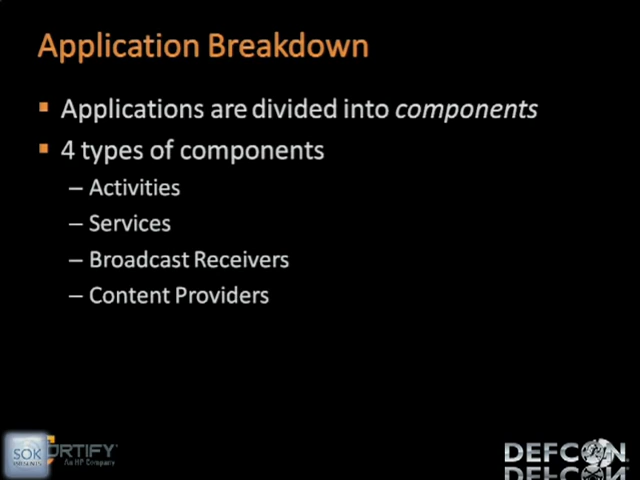 Application Breakdown
Applications are divided into components
4 types of components
– Activities
– Services
– Broadcast Receivers
– Content Providers
SOK
ORTIFY
An HP Company
DEFCON